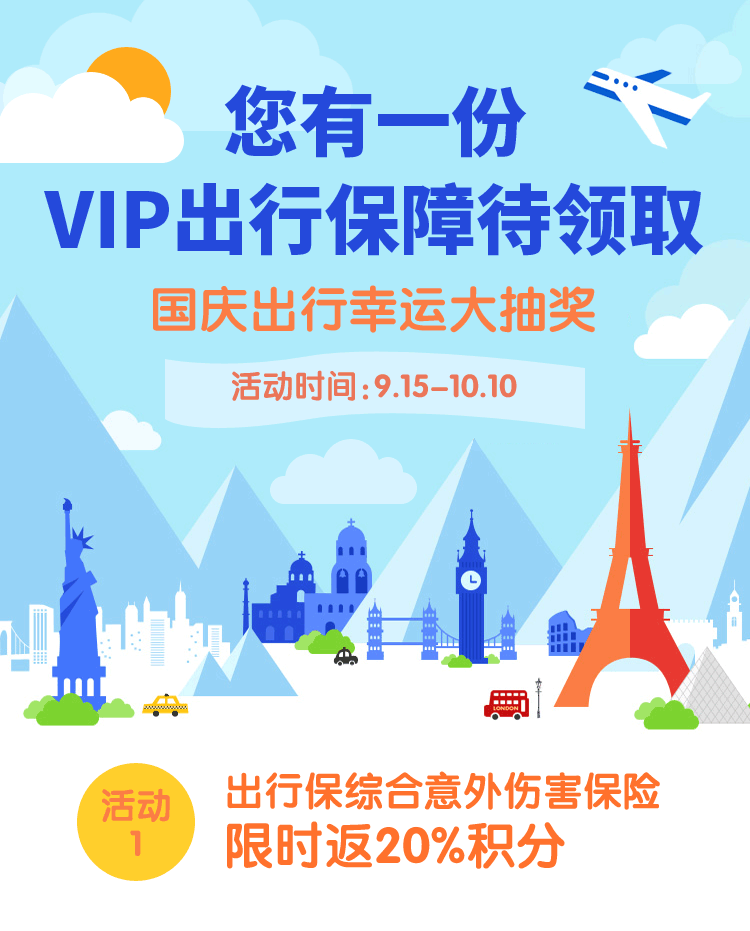 您有一份
VIP出行保障待领取
国庆出行幸运大抽奖
活动时间:9.15-10.10
LONDON
活动
1
出行保综合意外伤害保险
限时返20%积分